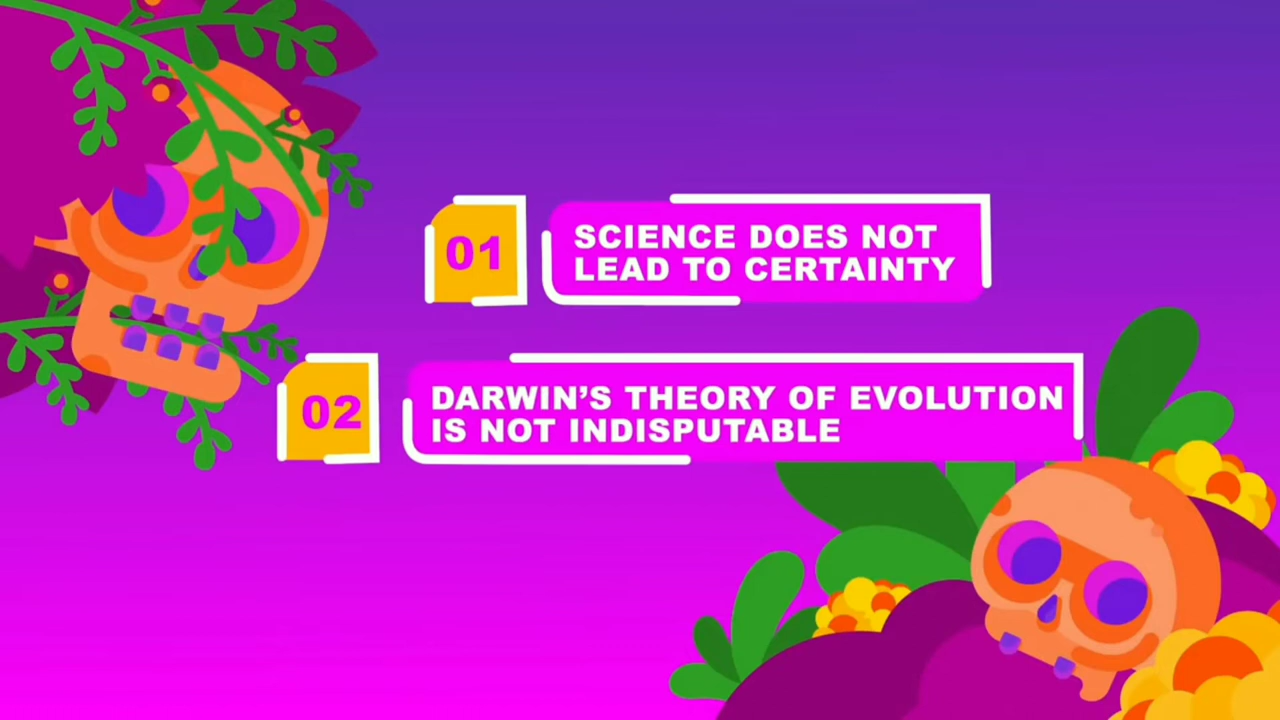 01
SCIENCE DOES NOT
LEAD TO CERTAINTY
02
DARWIN’S THEORY OF EVOLUTION
IS NOT INDISPUTABLE